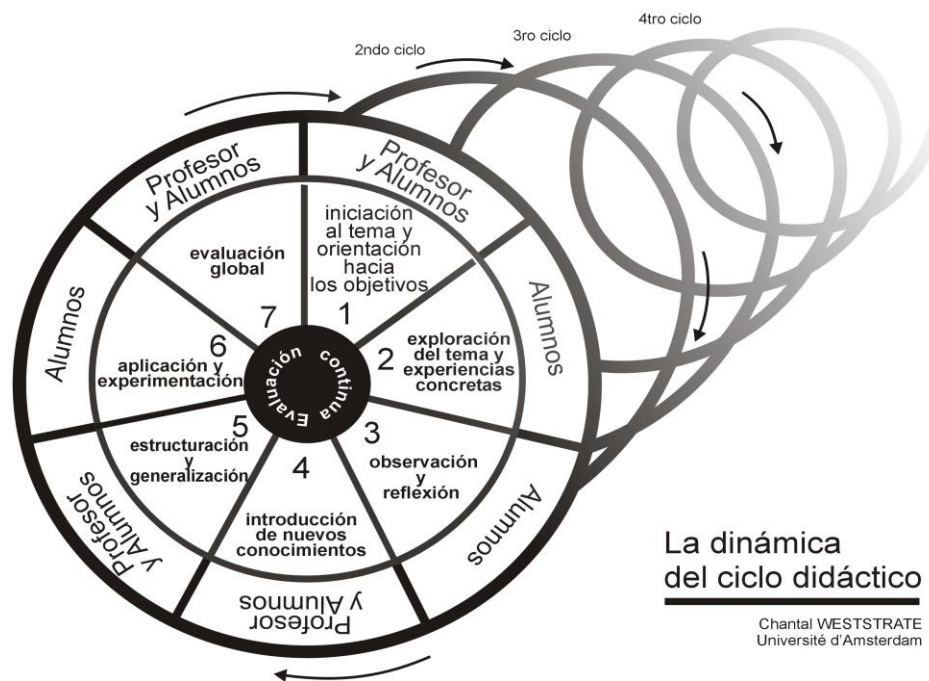 2ndo ciclo
3ro ciclo
4tro ciclo
Profesor
y Alumnos
Profesor
y Alumnos
Alumnos
Alumnos
Profesor
y Alumnos
Profesor
y Alumnos
Alumnos
iniciación
al tema y
orientación
hacia
los objetivos
1
2
exploración
del tema y
experiencias
concretas
3
observación
y
reflexión
4
introducción
de nuevos
conocimientos
5
estructuración
y
generalización
6
aplicación y
experimentación
7
evaluación
global
Evaluación continua
La dinámica
del ciclo didáctico
Chantal WESTSTRATE
Université d'Amsterdam